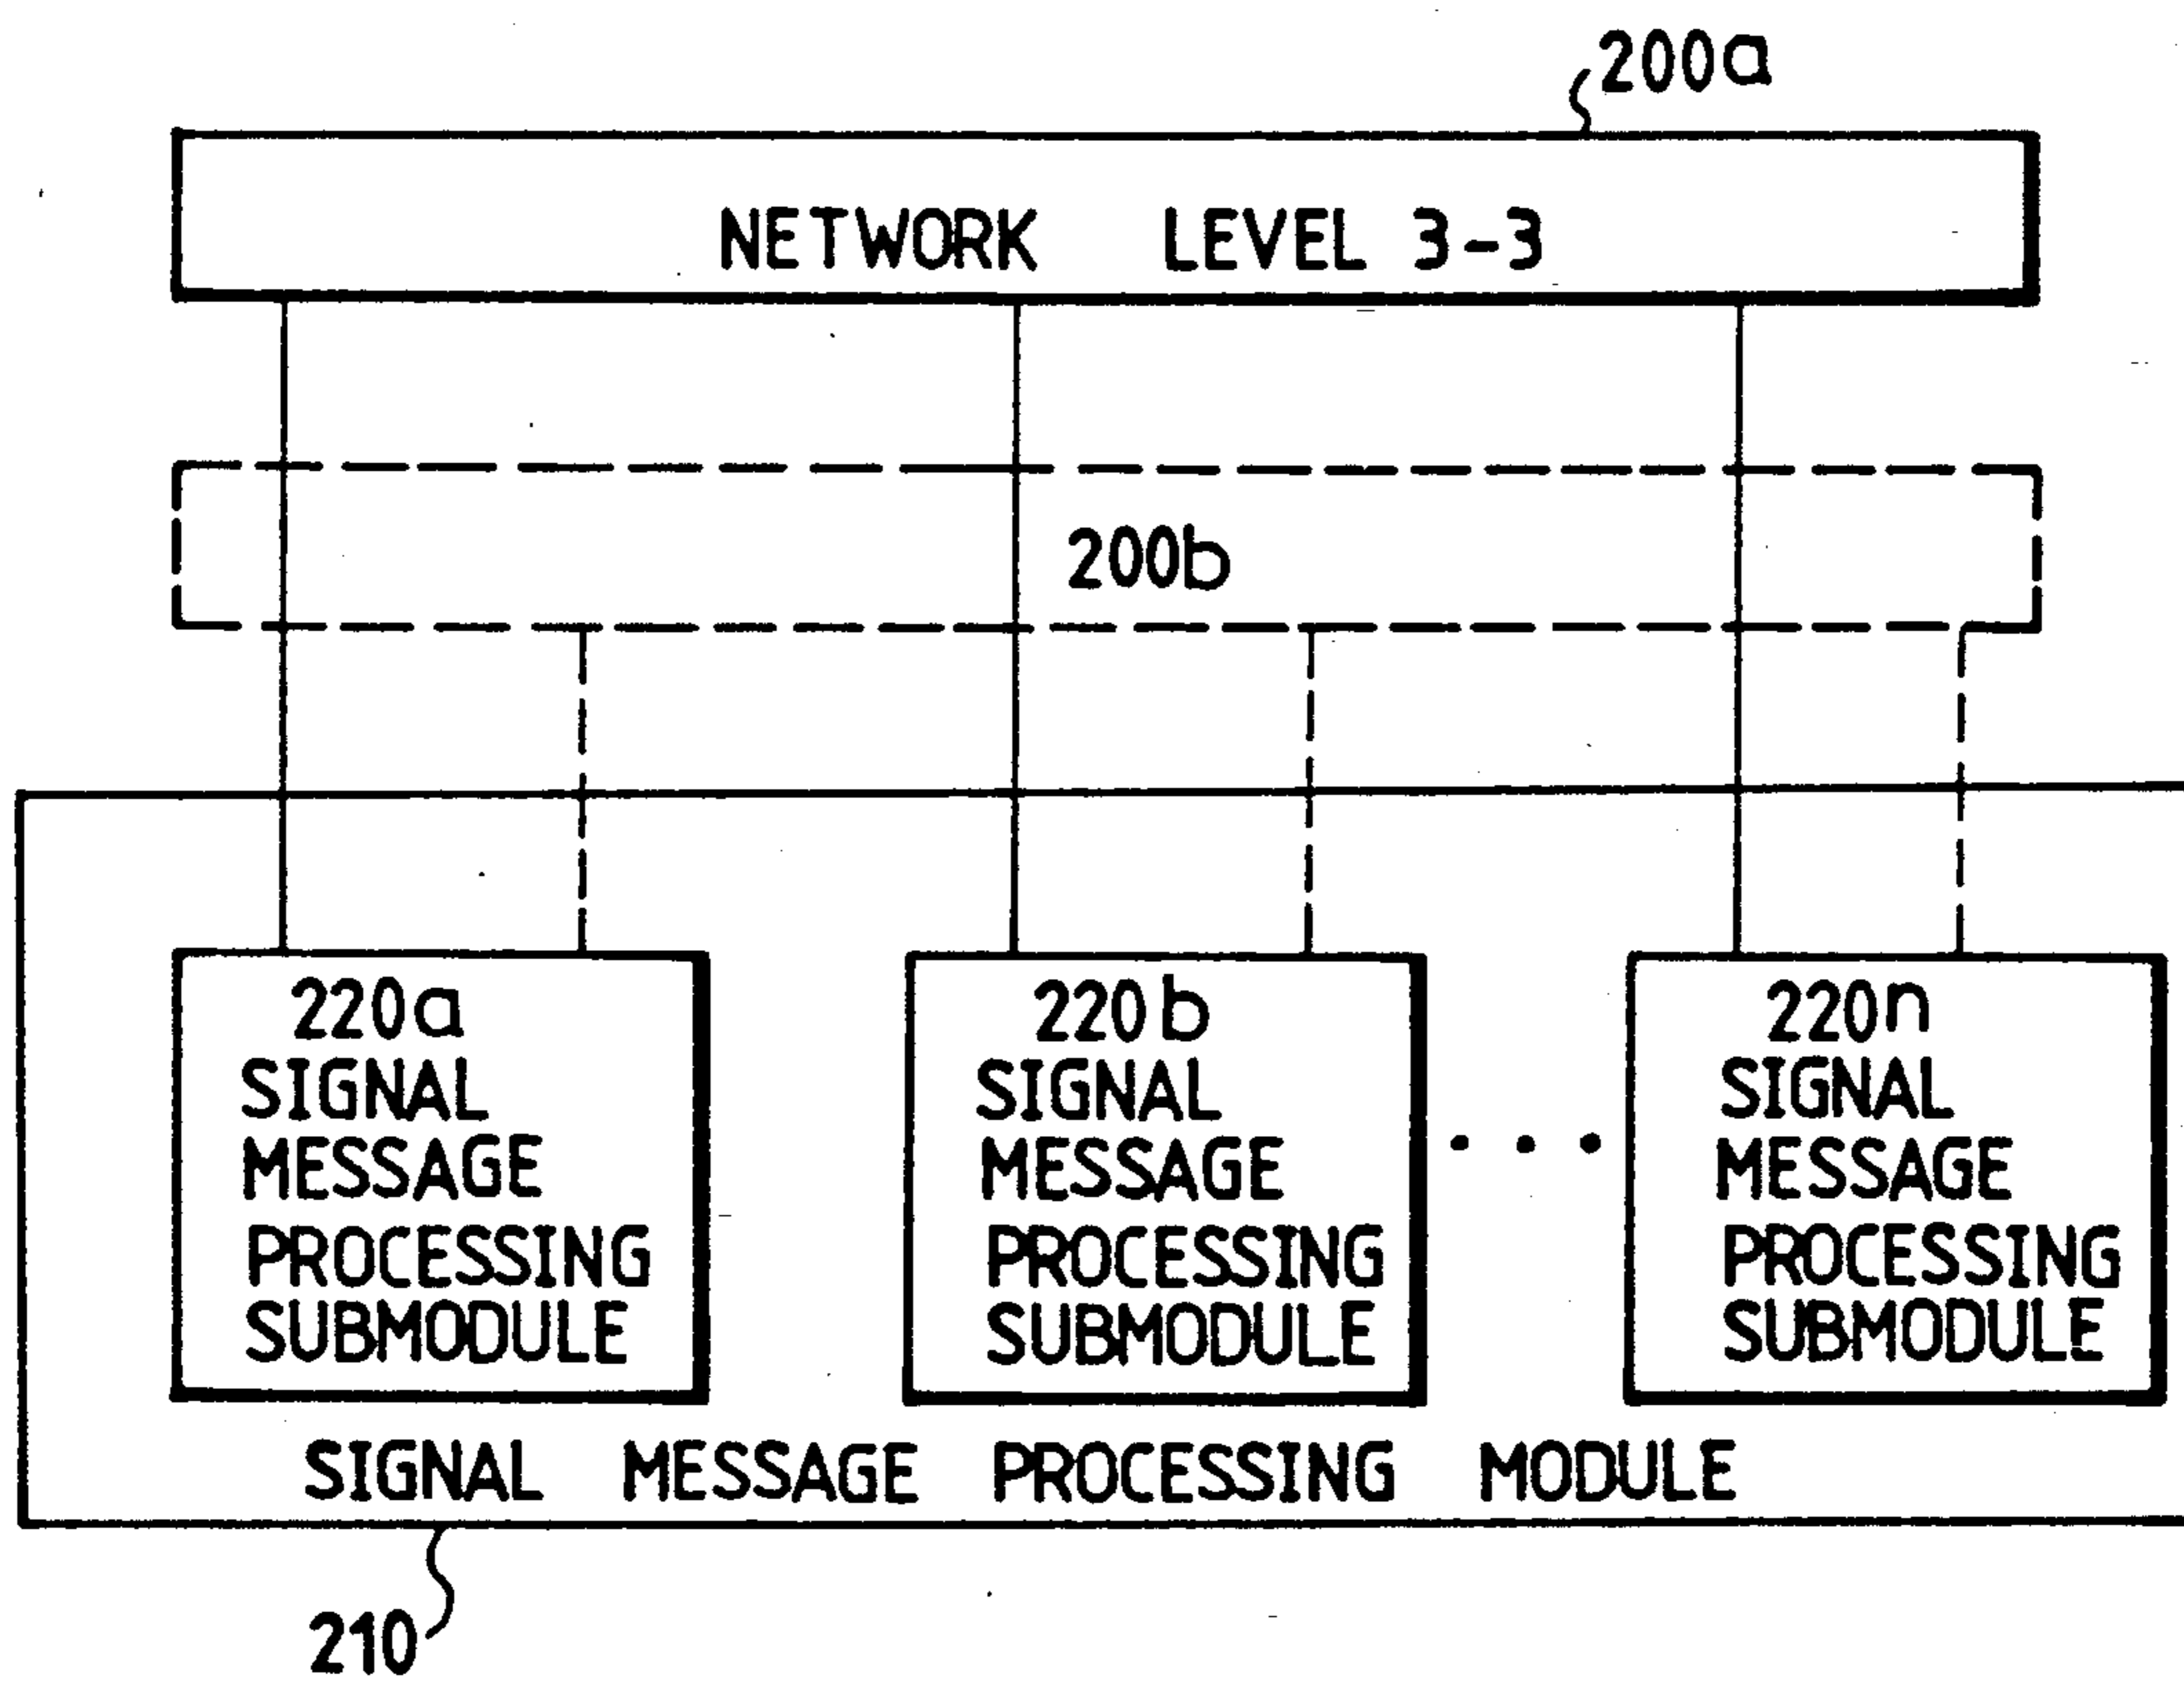 200a
NETWORK LEVEL 3-3
200b
220a
SIGNAL
MESSAGE
PROCESSING
SUBMODULE
220b
SIGNAL
MESSAGE
PROCESSING
SUBMODULE
220n
SIGNAL
MESSAGE
PROCESSING
SUBMODULE
SIGNAL MESSAGE PROCESSING MODULE
210